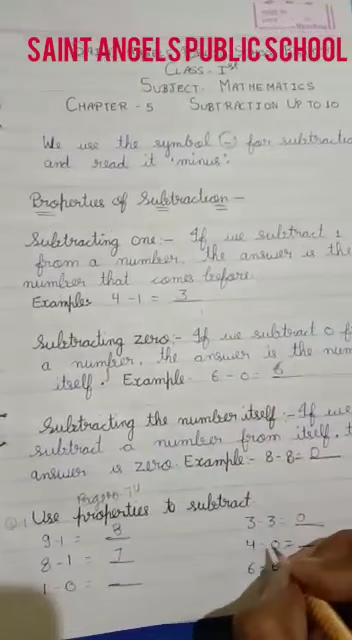 SAINT ANGELS PUBLIC SCHOOL
CLASS - Ist
SUBJECT- MATHEMATICS
CHAPTER - 5 SUBTRACTION UP TO 10
We use the symbol (-) for subtractio
and read it 'minus'.
Properties of Subtraction -
Subtracting one:- If we subtract 1
from a number, the answer is the
number that comes before.
Examples 4-1 = 3
Subtracting zero:- If we subtract 0 f
a number, the answer is the num
itself. Example- 6-0= 6
Subtracting the number itself:- If we
subtract a number from itself, t
answer is zero. Example:- 8-8= 0
Q1 Use properties to subtract
9-1 = 8 3-3= 0
8-1 = 7 4-0=
1-0 =